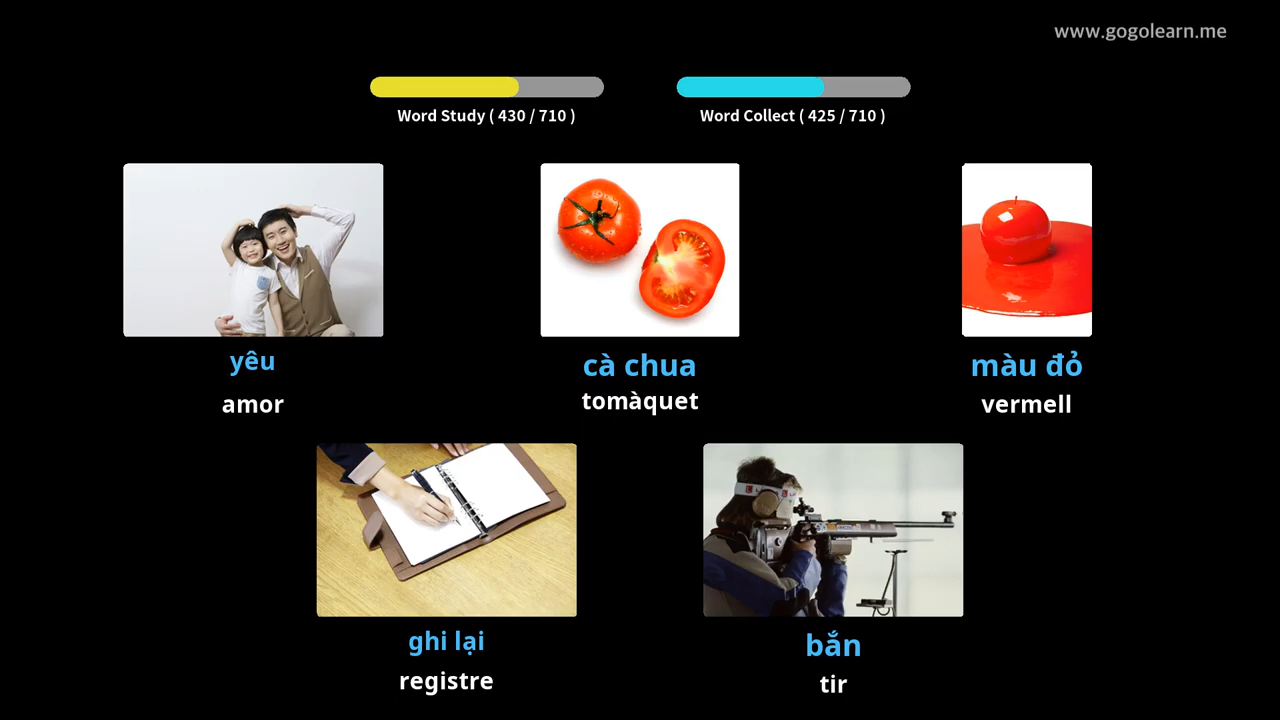 www.gogolearn.me
Word Study ( 430 / 710 )
Word Collect ( 425 / 710 )
yêu
amor
cà chua
tomàquet
màu đỏ
vermell
ghi lại
registre
bắn
tir